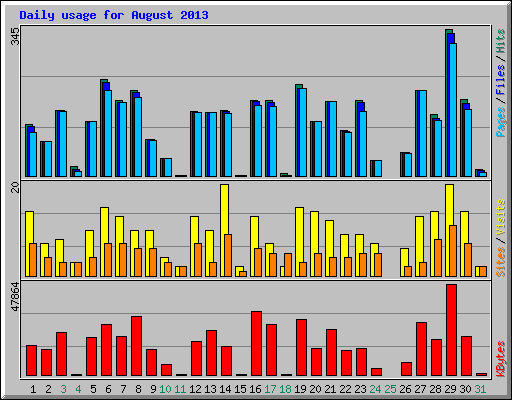 Daily usage for August 2013
345
Pages / Files / Hits
20
Sites / Visits
47864
KBytes
1 2 3 4 5 6 7 8 9 10 11 12 13 14 15 16 17 18 19 20 21 22 23 24 25 26 27 28 29 30 31